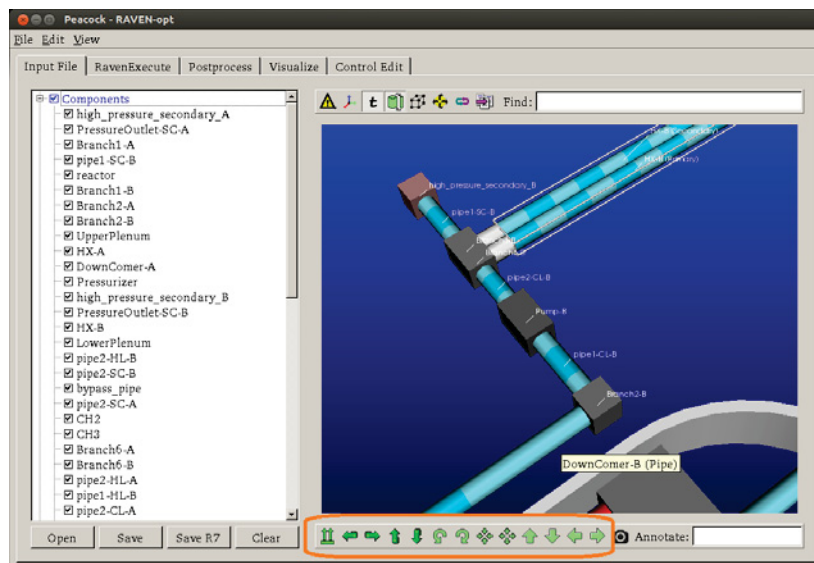 Peacock - RAVEN-opt
File Edit View
Input File RavenExecute Postprocess Visualize Control Edit
Components
high_pressure_secondary_A
PressureOutlet-SC-A
Branch1-A
pipe1-SC-B
reactor
Branch1-B
Branch2-A
Branch2-B
UpperPlenum
HX-A
DownComer-A
Pressurizer
high_pressure_secondary_B
PressureOutlet-SC-B
HX-B
LowerPlenum
pipe2-HL-B
pipe2-SC-B
bypass_pipe
pipe2-SC-A
CH2
CH3
Branch6-A
Branch6-B
pipe2-HL-A
pipe1-HL-B
pipe2-CL-A
Open Save Save R7 Clear
t Find:
HX-B (Primary)
high_pressure_secondary_B
pipe1-SC-B
pipe2-CL-B
Pump-B
pipe1-CL-B
Branch2-B
DownComer-B (Pipe)
Annotate: